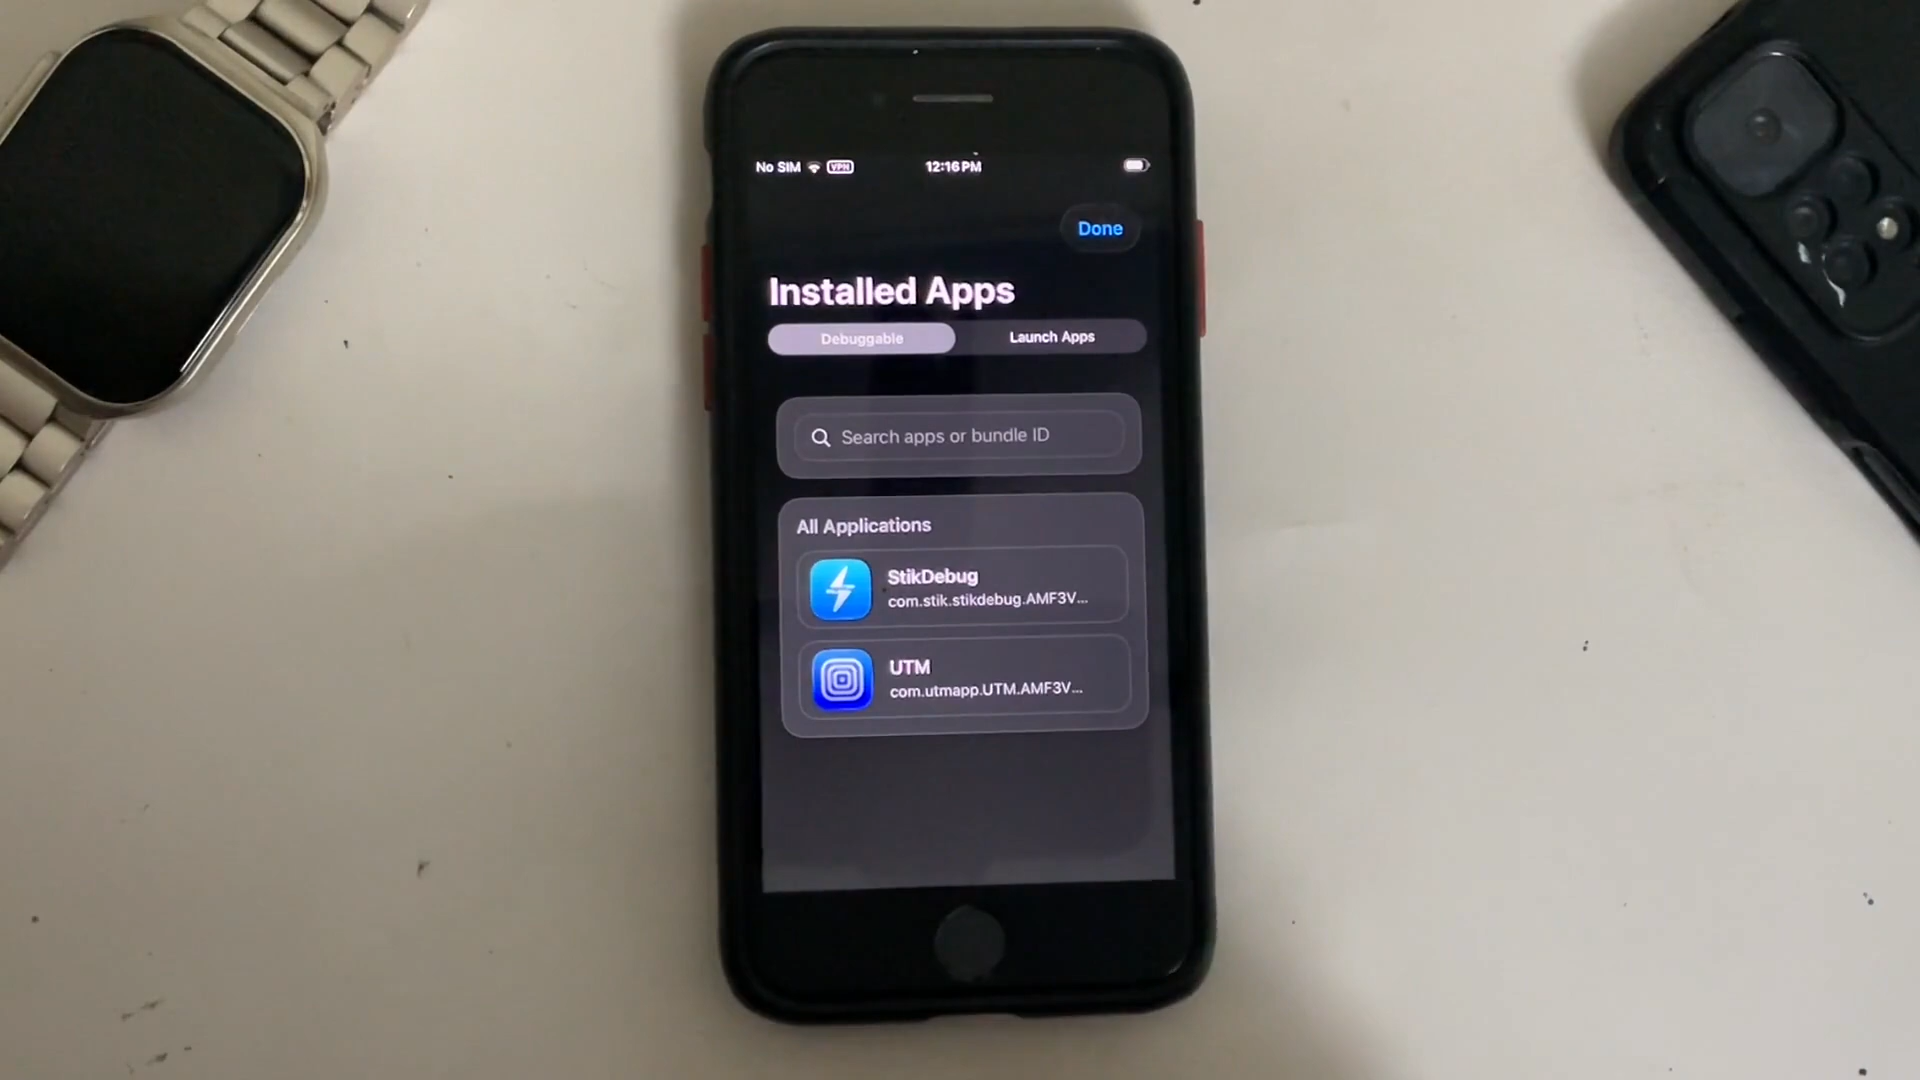 No SIM VPN 12:16 PM
Done
Installed Apps
Debuggable Launch Apps
Search apps or bundle ID
All Applications
StikDebug
com.stik.stikdebug.AMF3V...
UTM
com.utmapp.UTM.AMF3V...